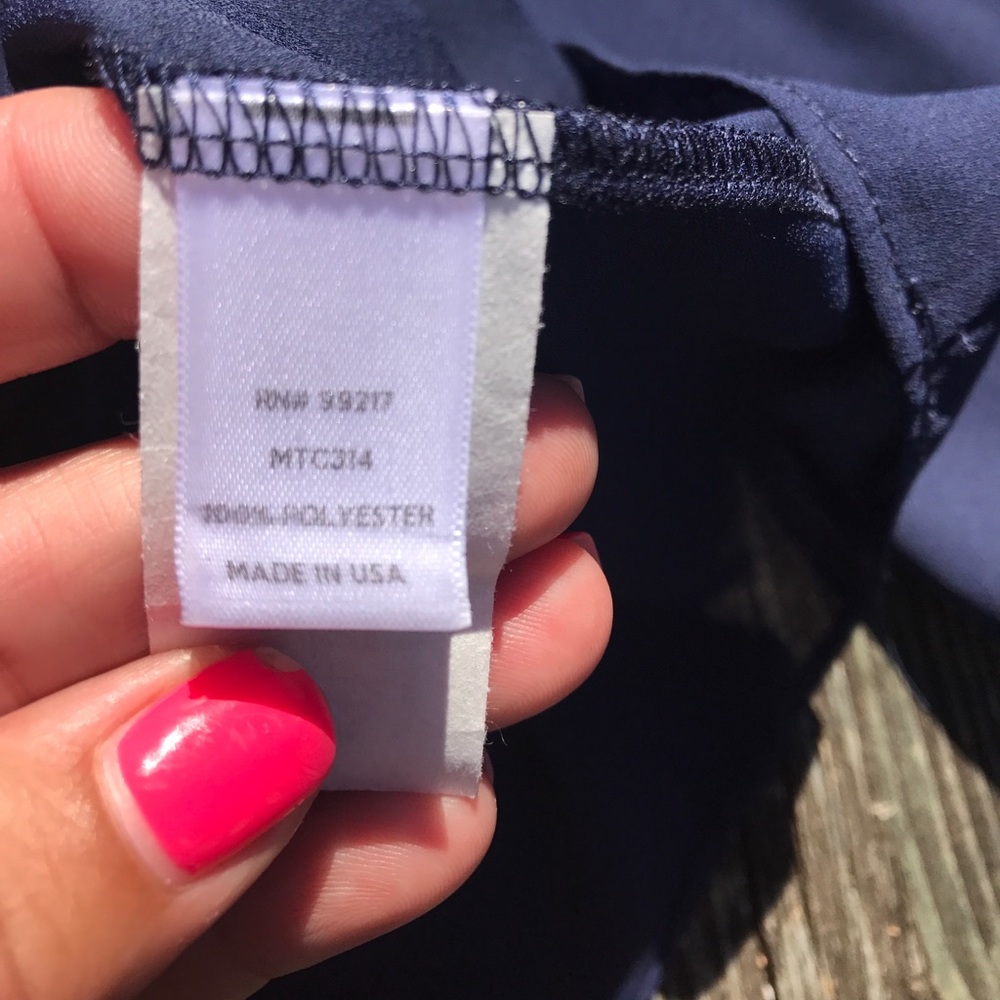 RN# 99217
MTC314
100% POLYESTER
MADE IN USA